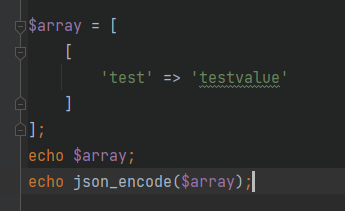 $array = [
    [
        'test' => 'testvalue'
    ]
];
echo $array;
echo json_encode($array);